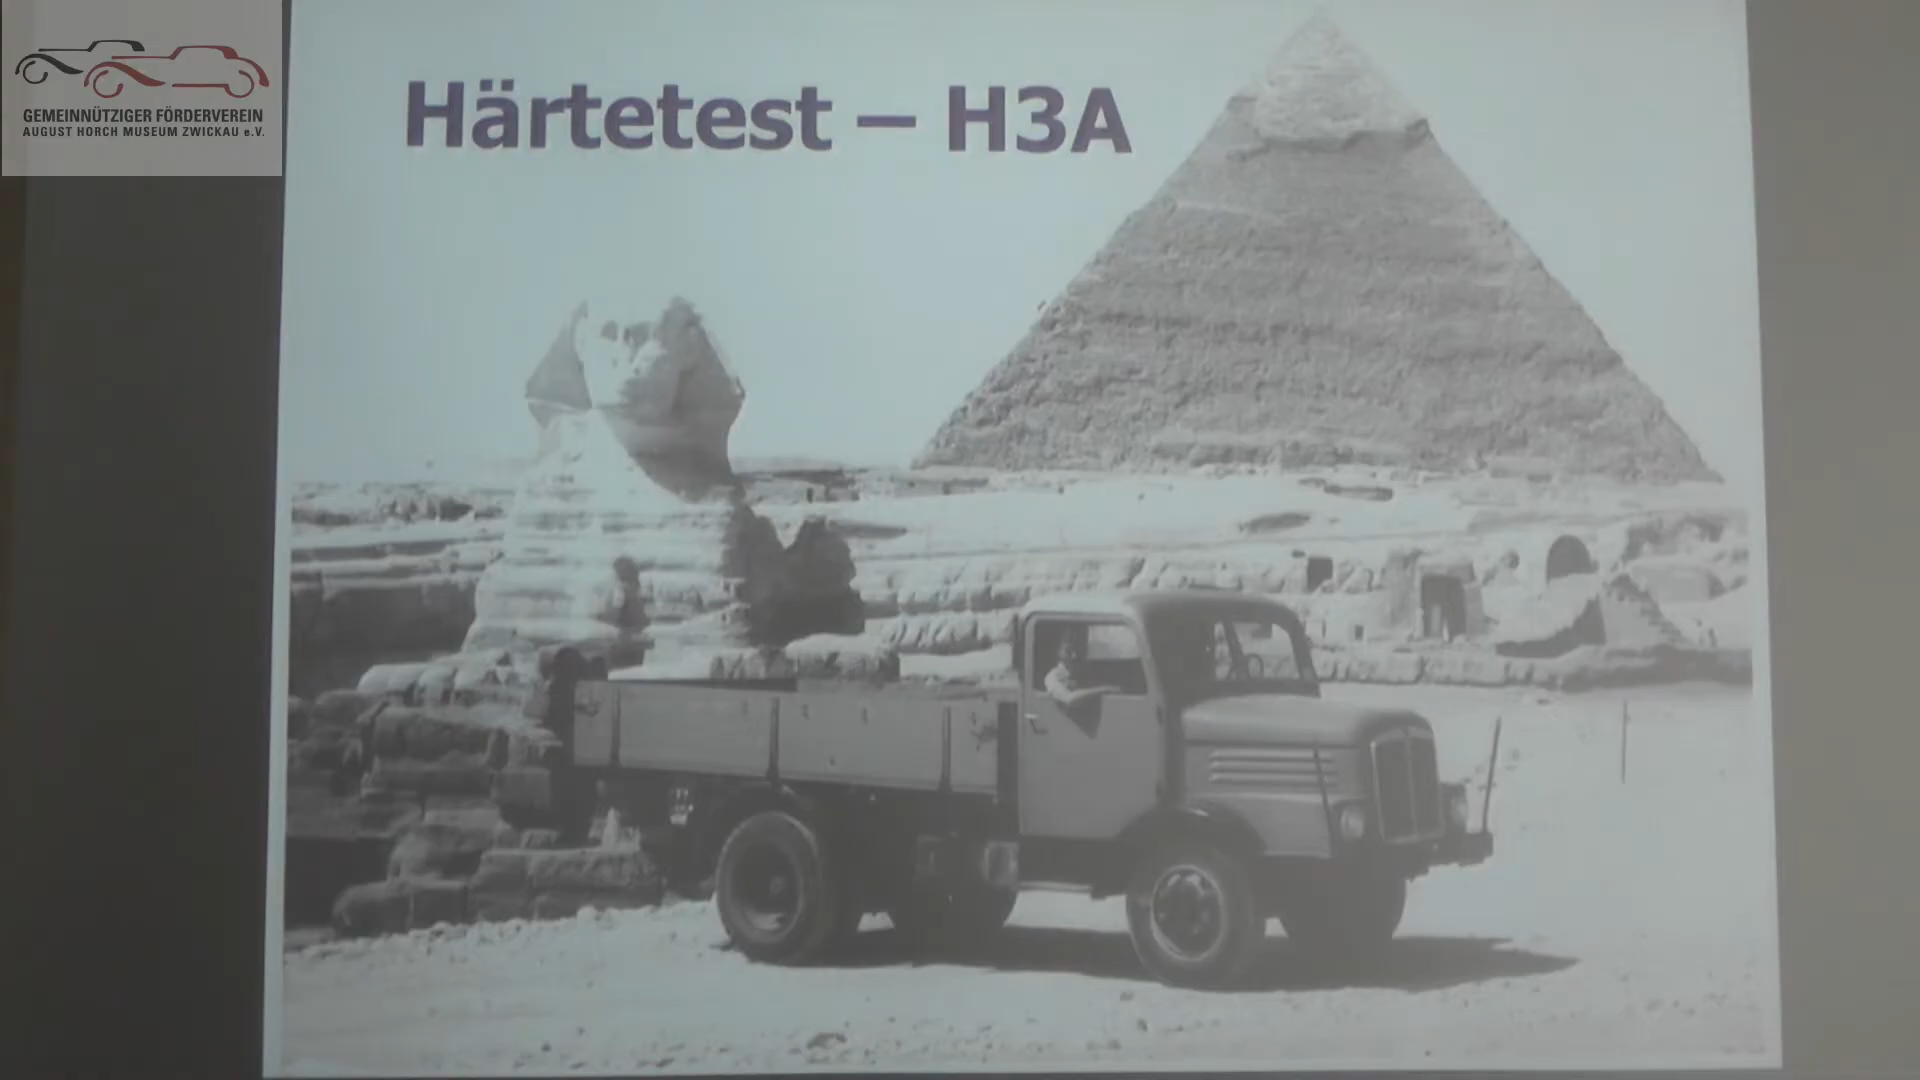 GEMEINNÜTZIGER FÖRDERVEREIN
AUGUST HORCH MUSEUM ZWICKAU e.V.
Härtetest – H3A